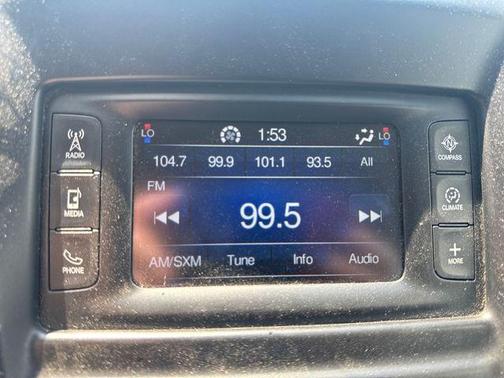 LO 1:53 LO
104.7 99.9 101.1 93.5 All
FM
99.5
AM/SXM Tune Info Audio
RADIO
MEDIA
PHONE
N
COMPASS
CLIMATE
MORE